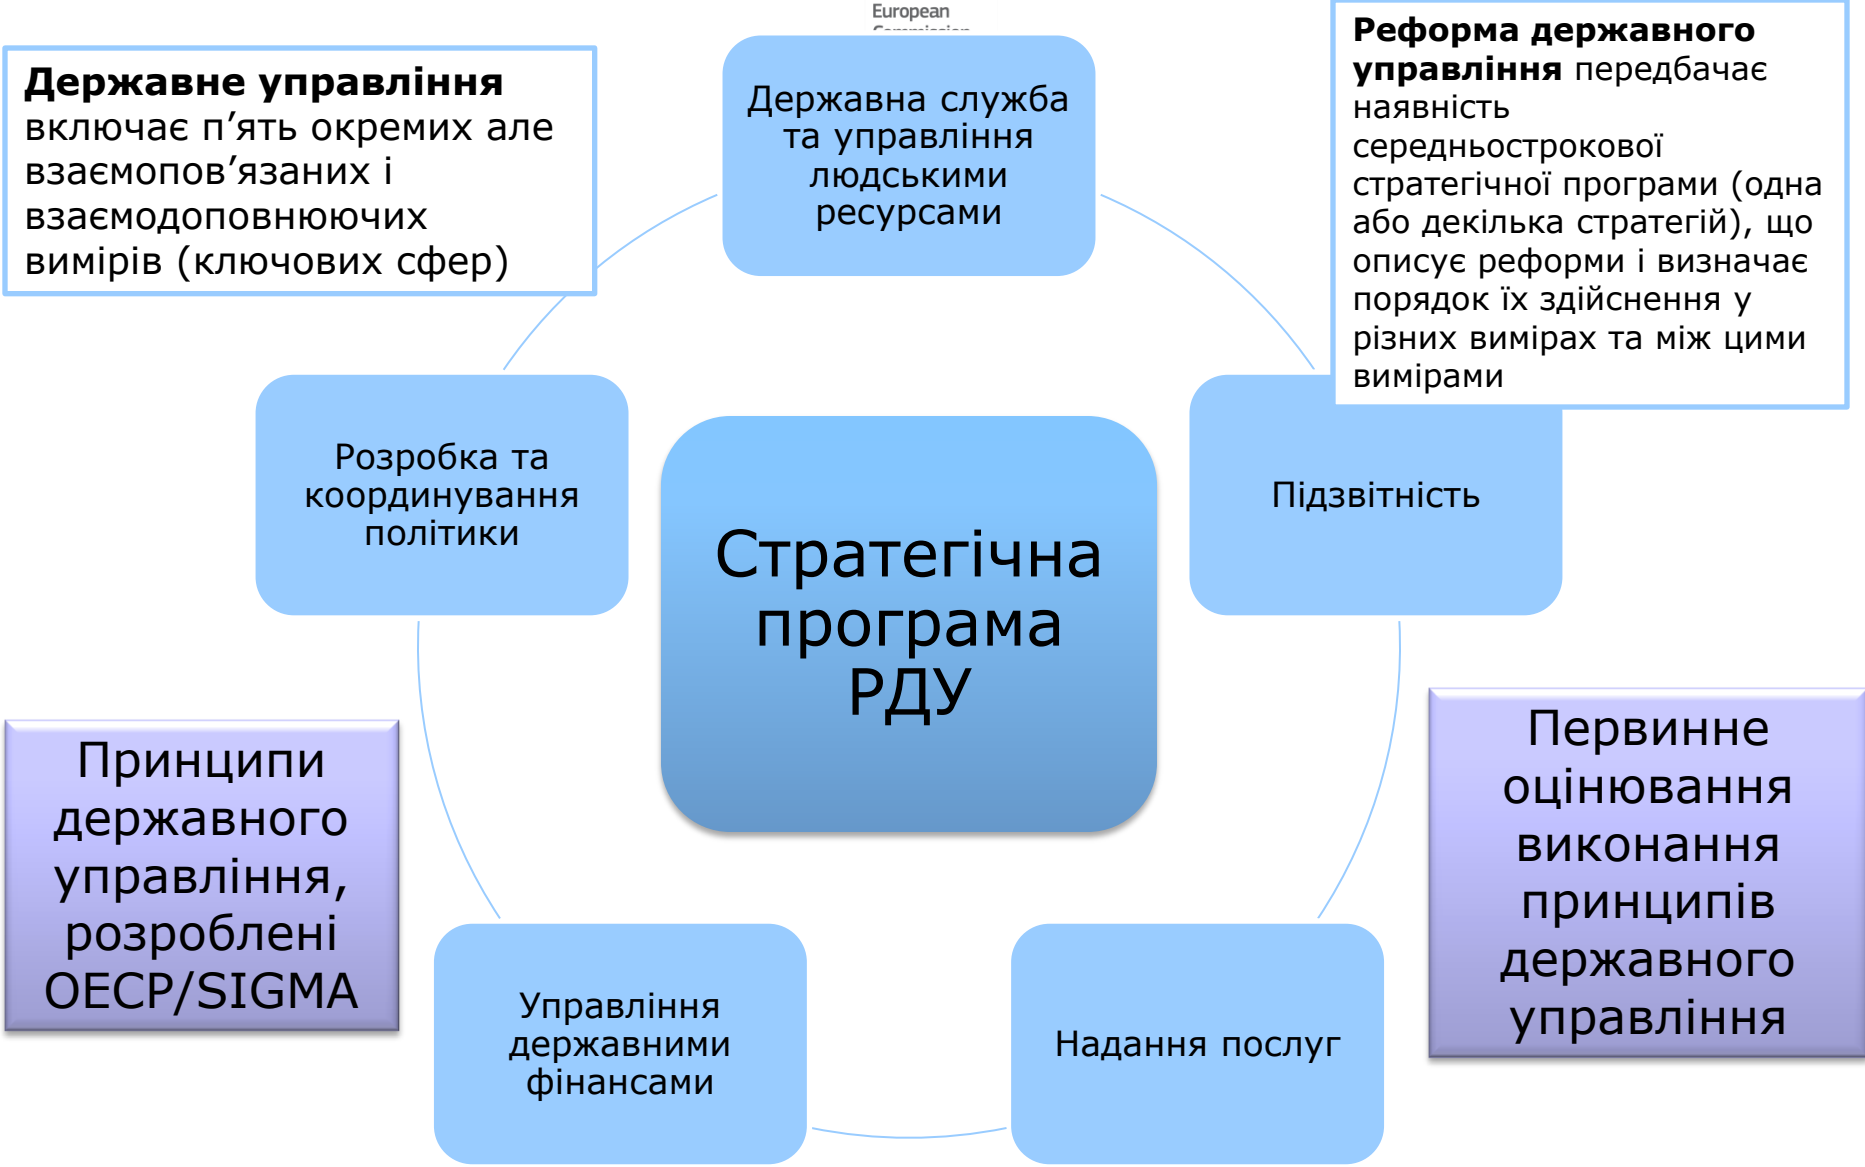 European
Державне управління
включає п’ять окремих але
взаємопов’язаних і
взаємодоповнюючих
вимірів (ключових сфер)
Державна служба
та управління
людськими
ресурсами
Реформа державного
управління передбачає
наявність
середньострокової
стратегічної програми (одна
або декілька стратегій), що
описує реформи і визначає
порядок їх здійснення у
різних вимірах та між цими
вимірами
Розробка та
координування
політики
Стратегічна
програма
РДУ
Підзвітність
Принципи
державного
управління,
розроблені
ОЕСР/SIGMA
Первинне
оцінювання
виконання
принципів
державного
управління
Управління
державними
фінансами
Надання послуг